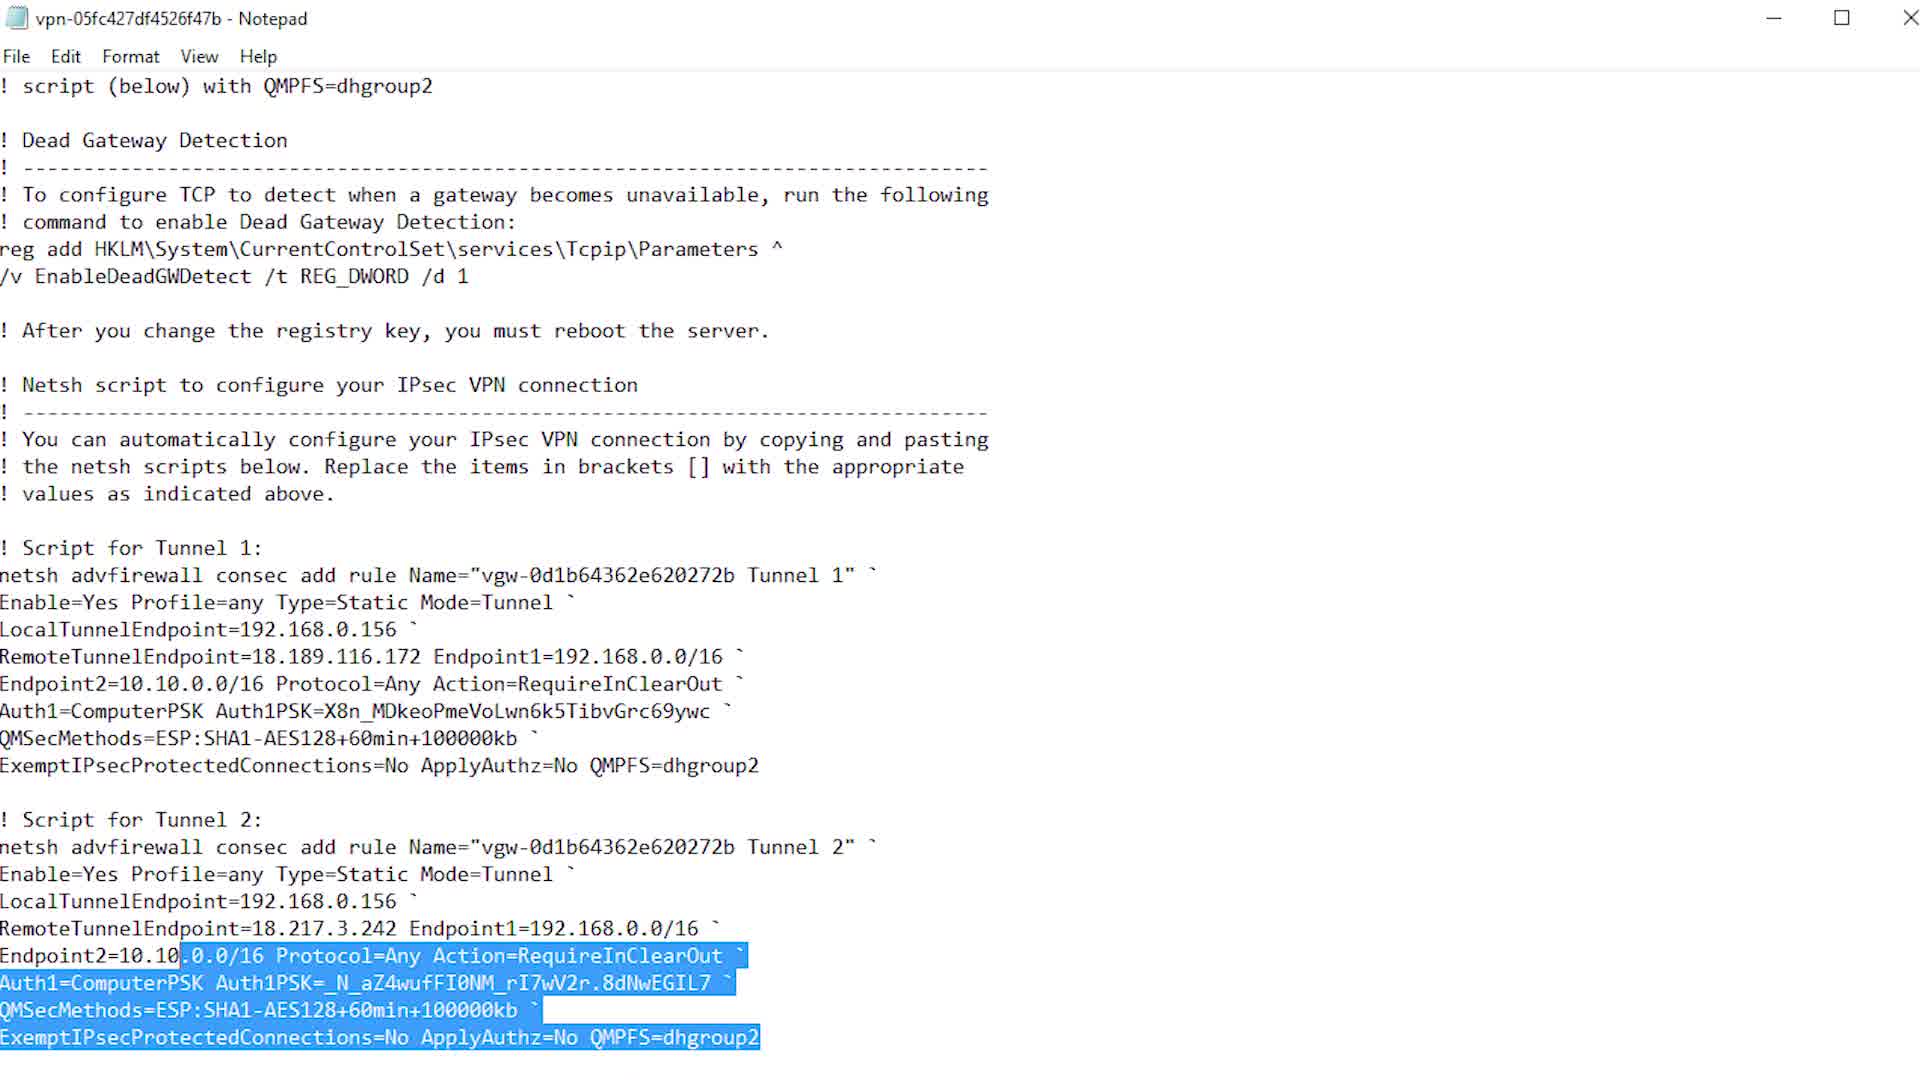 vpn-05fc427df4526f47b - Notepad
File Edit Format View Help
! script (below) with QMPFS=dhgroup2
! Dead Gateway Detection
! --------------------------------------------------------------------------------
! To configure TCP to detect when a gateway becomes unavailable, run the following
! command to enable Dead Gateway Detection:
reg add HKLM\System\CurrentControlSet\services\Tcpip\Parameters ^
/v EnableDeadGWDetect /t REG_DWORD /d 1
! After you change the registry key, you must reboot the server.
! Netsh script to configure your IPsec VPN connection
! --------------------------------------------------------------------------------
! You can automatically configure your IPsec VPN connection by copying and pasting
! the netsh scripts below. Replace the items in brackets [] with the appropriate
! values as indicated above.
! Script for Tunnel 1:
netsh advfirewall consec add rule Name="vgw-0d1b64362e620272b Tunnel 1" `
Enable=Yes Profile=any Type=Static Mode=Tunnel `
LocalTunnelEndpoint=192.168.0.156 `
RemoteTunnelEndpoint=18.189.116.172 Endpoint1=192.168.0.0/16 `
Endpoint2=10.10.0.0/16 Protocol=Any Action=RequireInClearOut `
Auth1=ComputerPSK Auth1PSK=X8n_MDkeoPmeVoLwn6k5TibvGrc69ywc `
QMSecMethods=ESP:SHA1-AES128+60min+100000kb `
ExemptIPsecProtectedConnections=No ApplyAuthz=No QMPFS=dhgroup2
! Script for Tunnel 2:
netsh advfirewall consec add rule Name="vgw-0d1b64362e620272b Tunnel 2" `
Enable=Yes Profile=any Type=Static Mode=Tunnel `
LocalTunnelEndpoint=192.168.0.156 `
RemoteTunnelEndpoint=18.217.3.242 Endpoint1=192.168.0.0/16 `
Endpoint2=10.10.0.0/16 Protocol=Any Action=RequireInClearOut `
Auth1=ComputerPSK Auth1PSK=_N_aZ4wufFI0NM_rI7wV2r.8dNwEGIL7 `
QMSecMethods=ESP:SHA1-AES128+60min+100000kb `
ExemptIPsecProtectedConnections=No ApplyAuthz=No QMPFS=dhgroup2